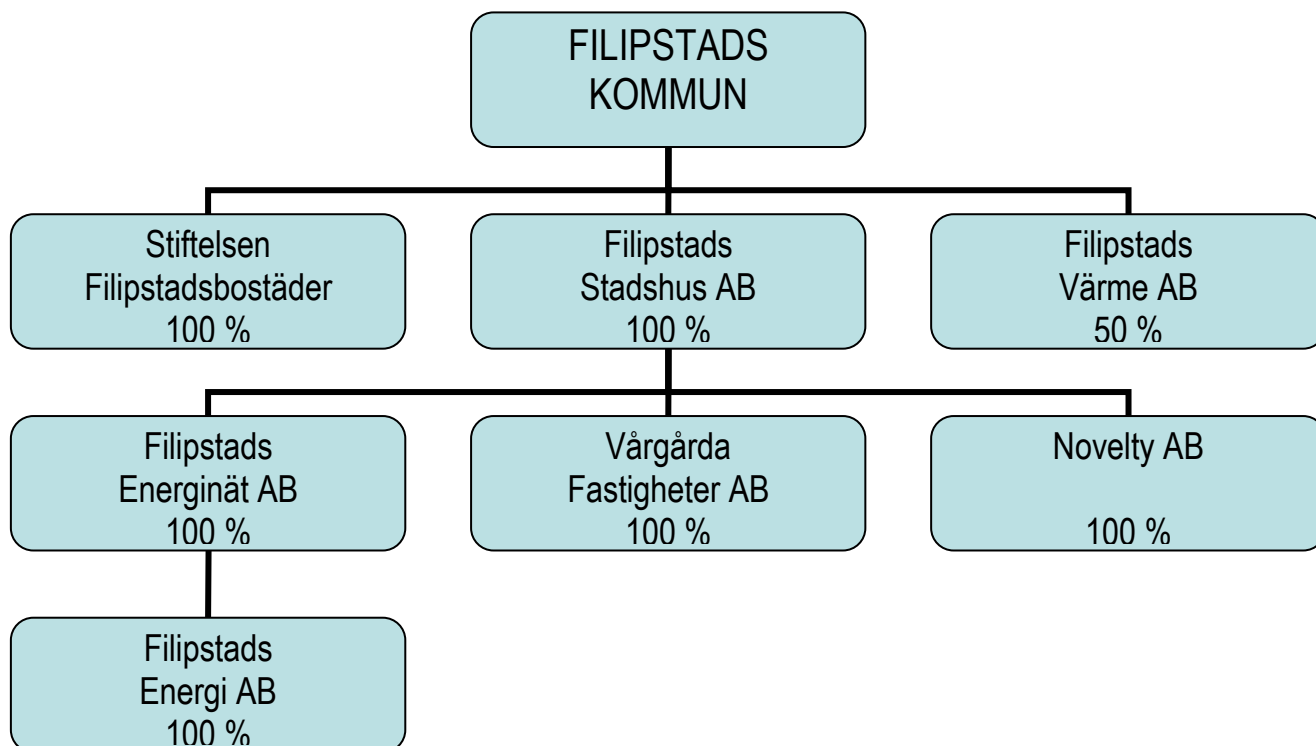 FILIPSTADS
KOMMUN
Stiftelsen
Filipstadsbostäder
100 %
Filipstads
Stadshus AB
100 %
Filipstads
Värme AB
50 %
Filipstads
Energinät AB
100 %
Vårgårda
Fastigheter AB
100 %
Novelty AB
100 %
Filipstads
Energi AB
100 %